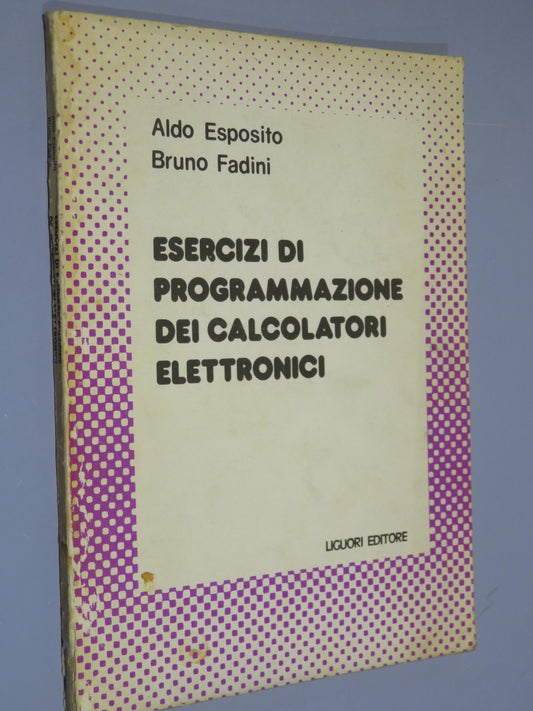 Aldo Esposito
Bruno Fadini
ESERCIZI DI
PROGRAMMAZIONE
DEI CALCOLATORI
ELETTRONICI
LIGUORI EDITORE